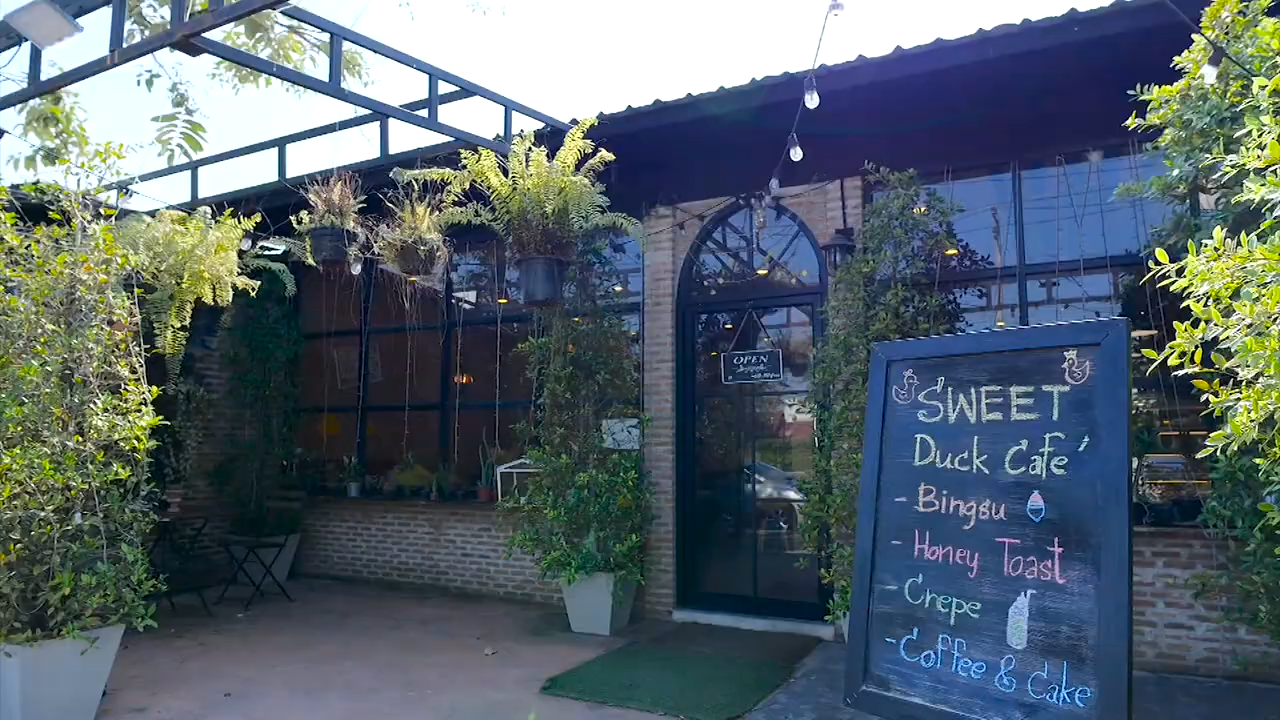 OPEN
SWEET
Duck Cafe'
- Bingsu
- Honey Toast
- Crepe
- Coffee & Cake